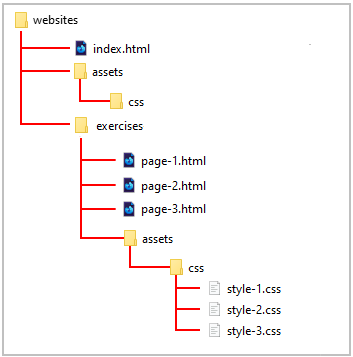 websites
index.html
assets
css
exercises
page-1.html
page-2.html
page-3.html
assets
css
style-1.css
style-2.css
style-3.css